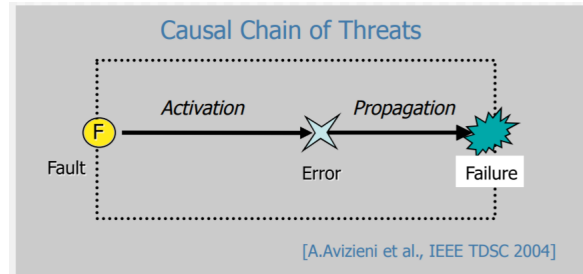 Causal Chain of Threats
Activation
Propagation
F
Fault
Error
Failure
[A.Avizieni et al., IEEE TDSC 2004]